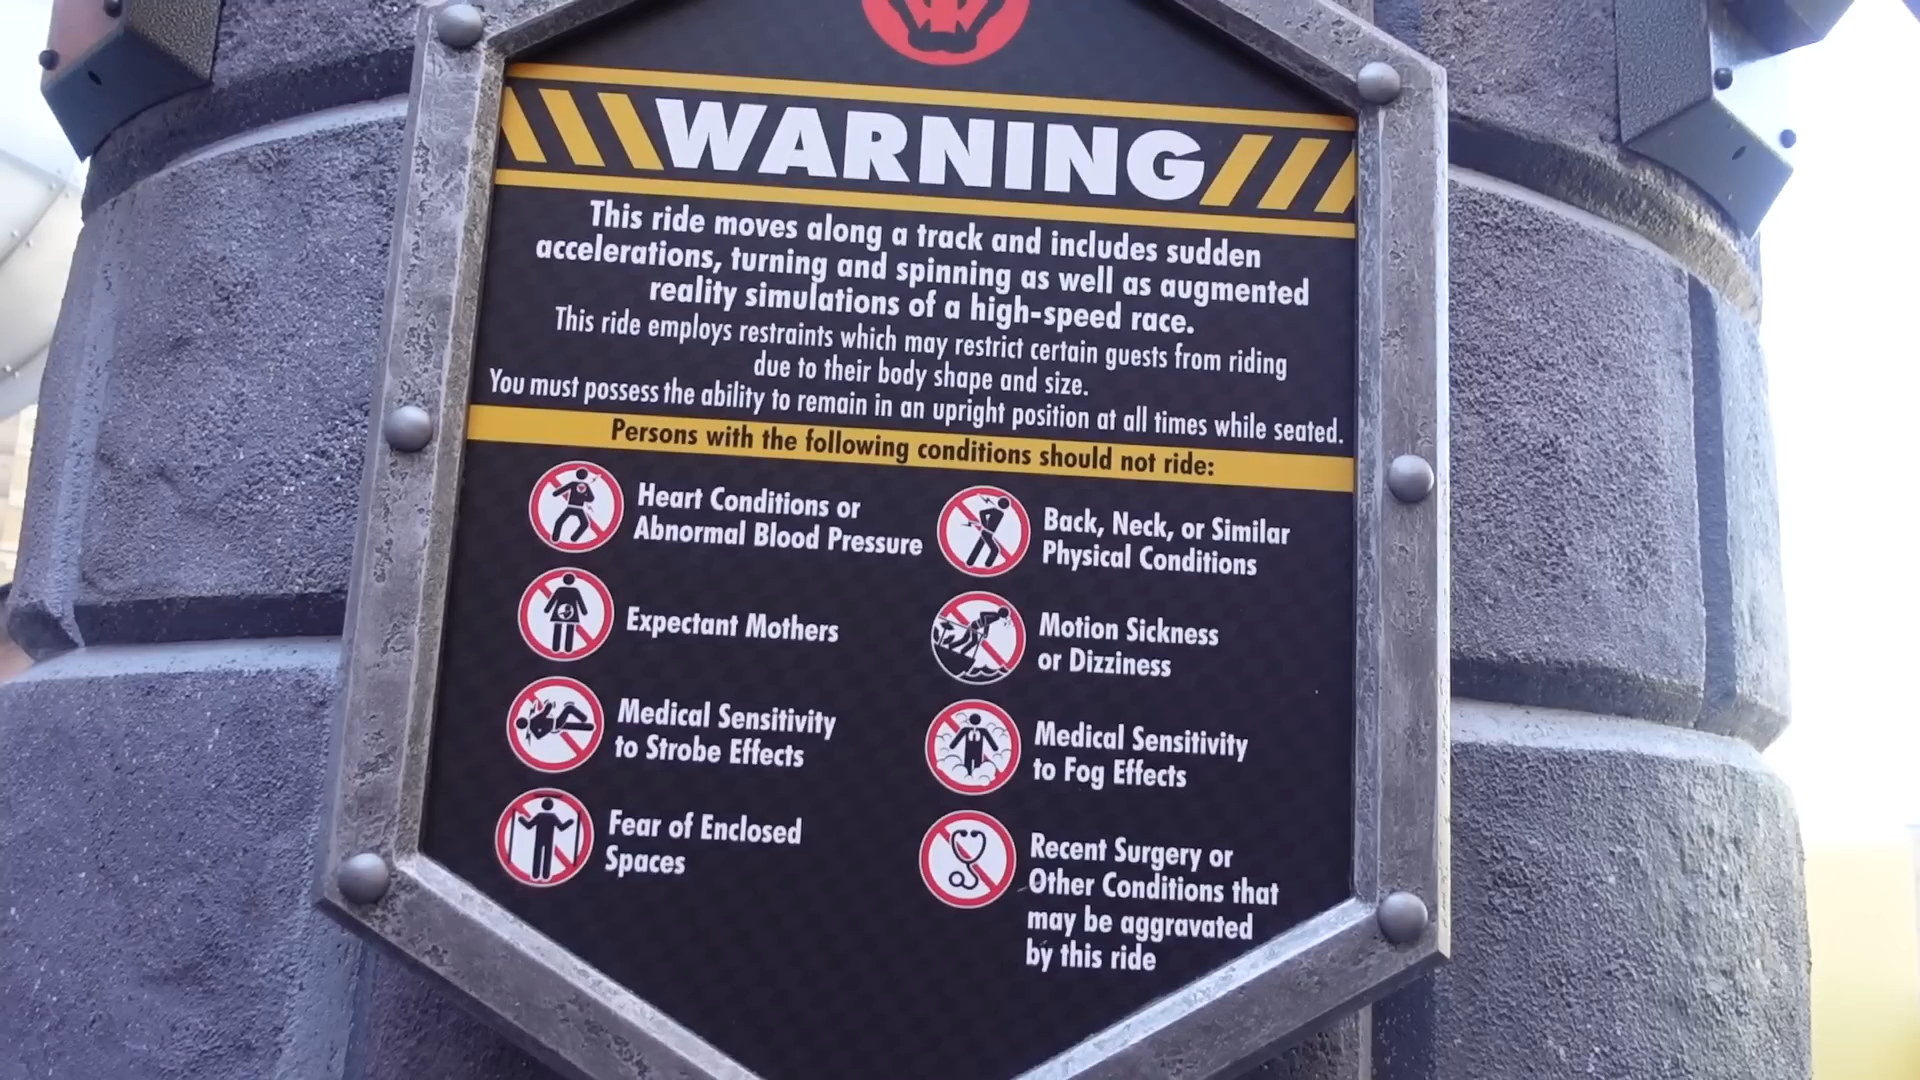 WARNING
This ride moves along a track and includes sudden
accelerations, turning and spinning as well as augmented
reality simulations of a high-speed race.
This ride employs restraints which may restrict certain guests from riding
due to their body shape and size.
You must possess the ability to remain in an upright position at all times while seated.
Persons with the following conditions should not ride:
Heart Conditions or
Abnormal Blood Pressure
Back, Neck, or Similar
Physical Conditions
Expectant Mothers
Motion Sickness
or Dizziness
Medical Sensitivity
to Strobe Effects
Medical Sensitivity
to Fog Effects
Fear of Enclosed
Spaces
Recent Surgery or
Other Conditions that
may be aggravated
by this ride